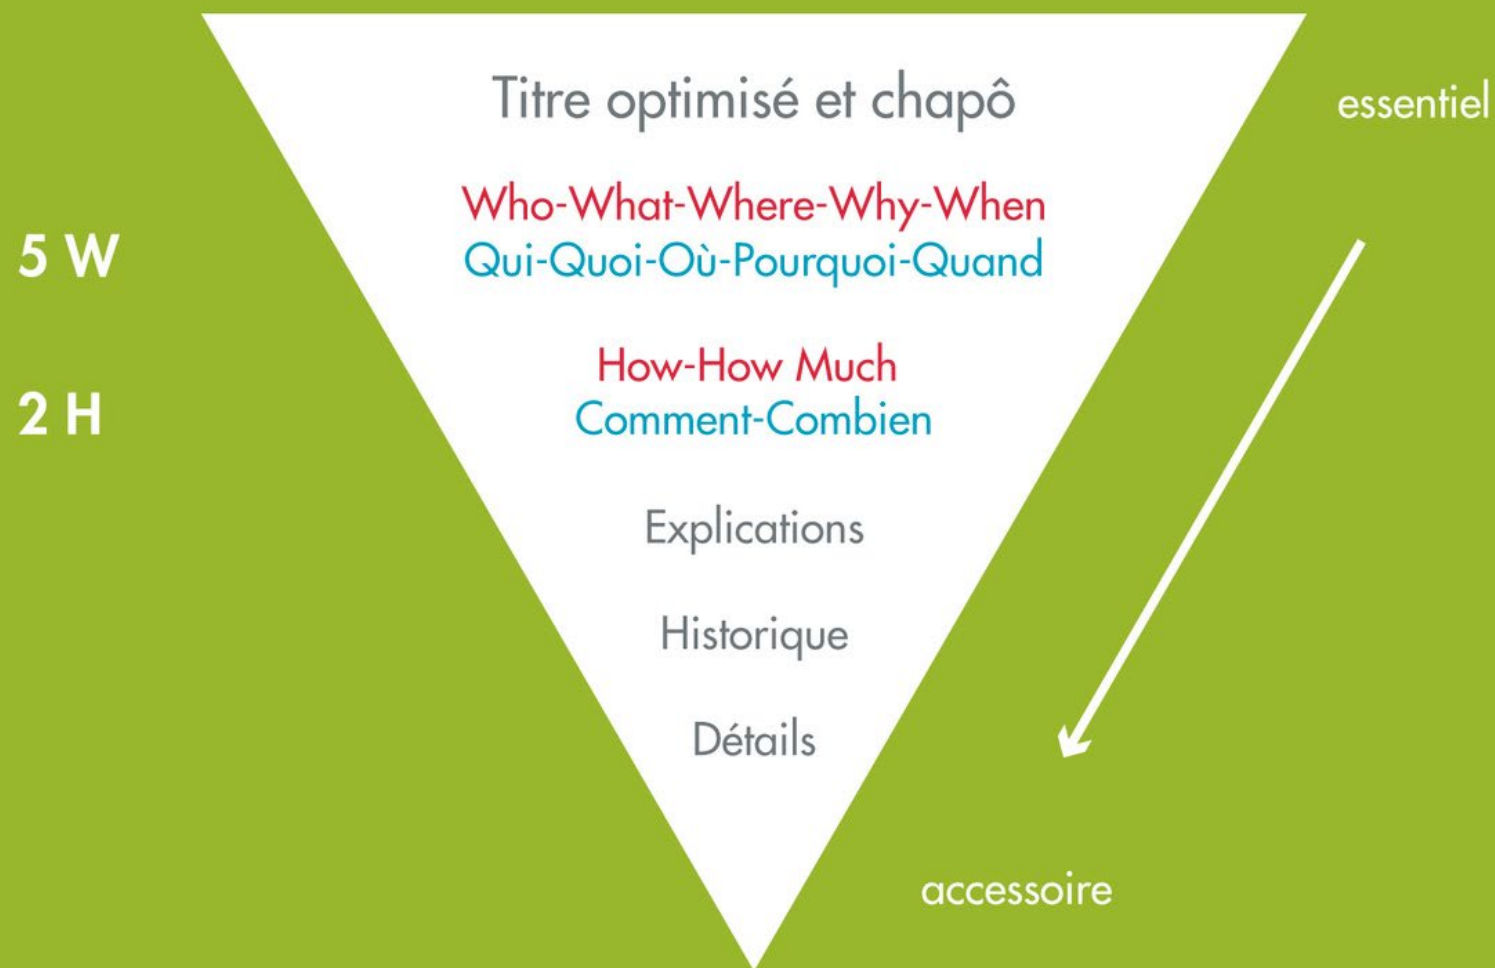 Titre optimisé et chapô
essentiel
Who-What-Where-Why-When
5 W
Qui-Quoi-Où-Pourquoi-Quand
How-How Much
2 H
Comment-Combien
Explications
Historique
Détails
accessoire